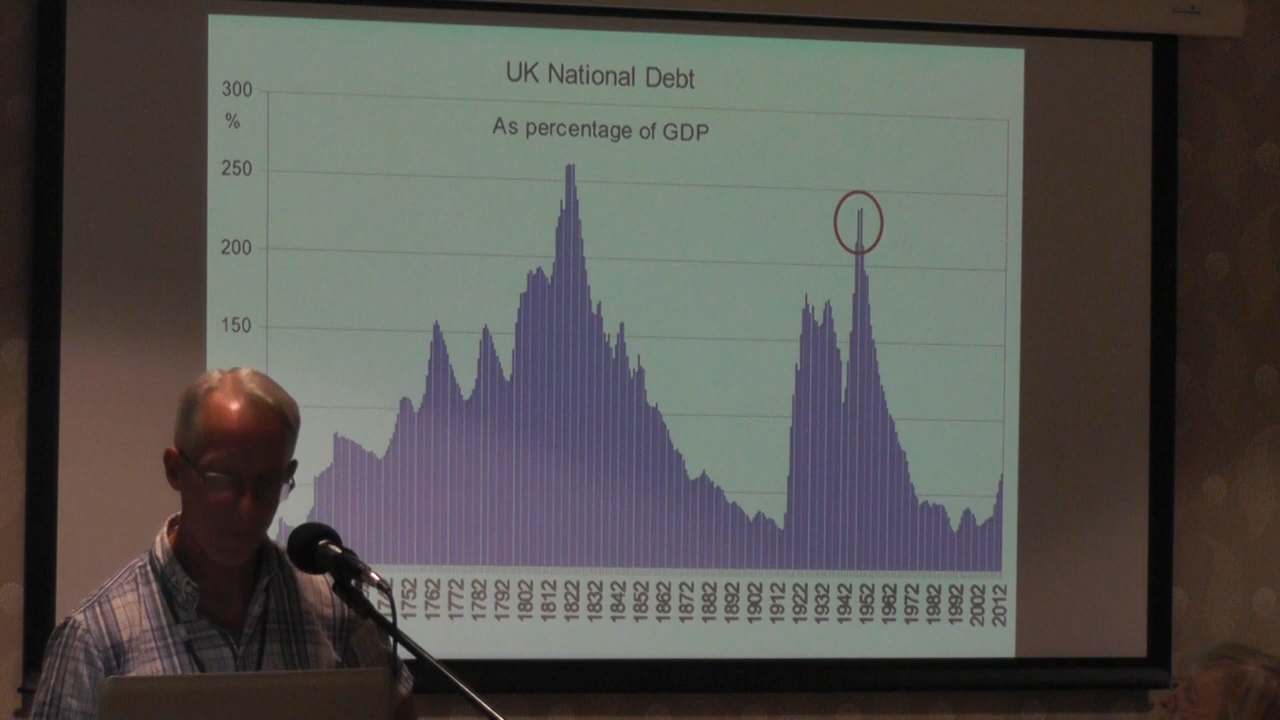 UK National Debt
As percentage of GDP
300
%
250
200
150
1752 1762 1772 1782 1792 1802 1812 1822 1832 1842 1852 1862 1872 1882 1892 1902 1912 1922 1932 1942 1952 1962 1972 1982 1992 2002 2012